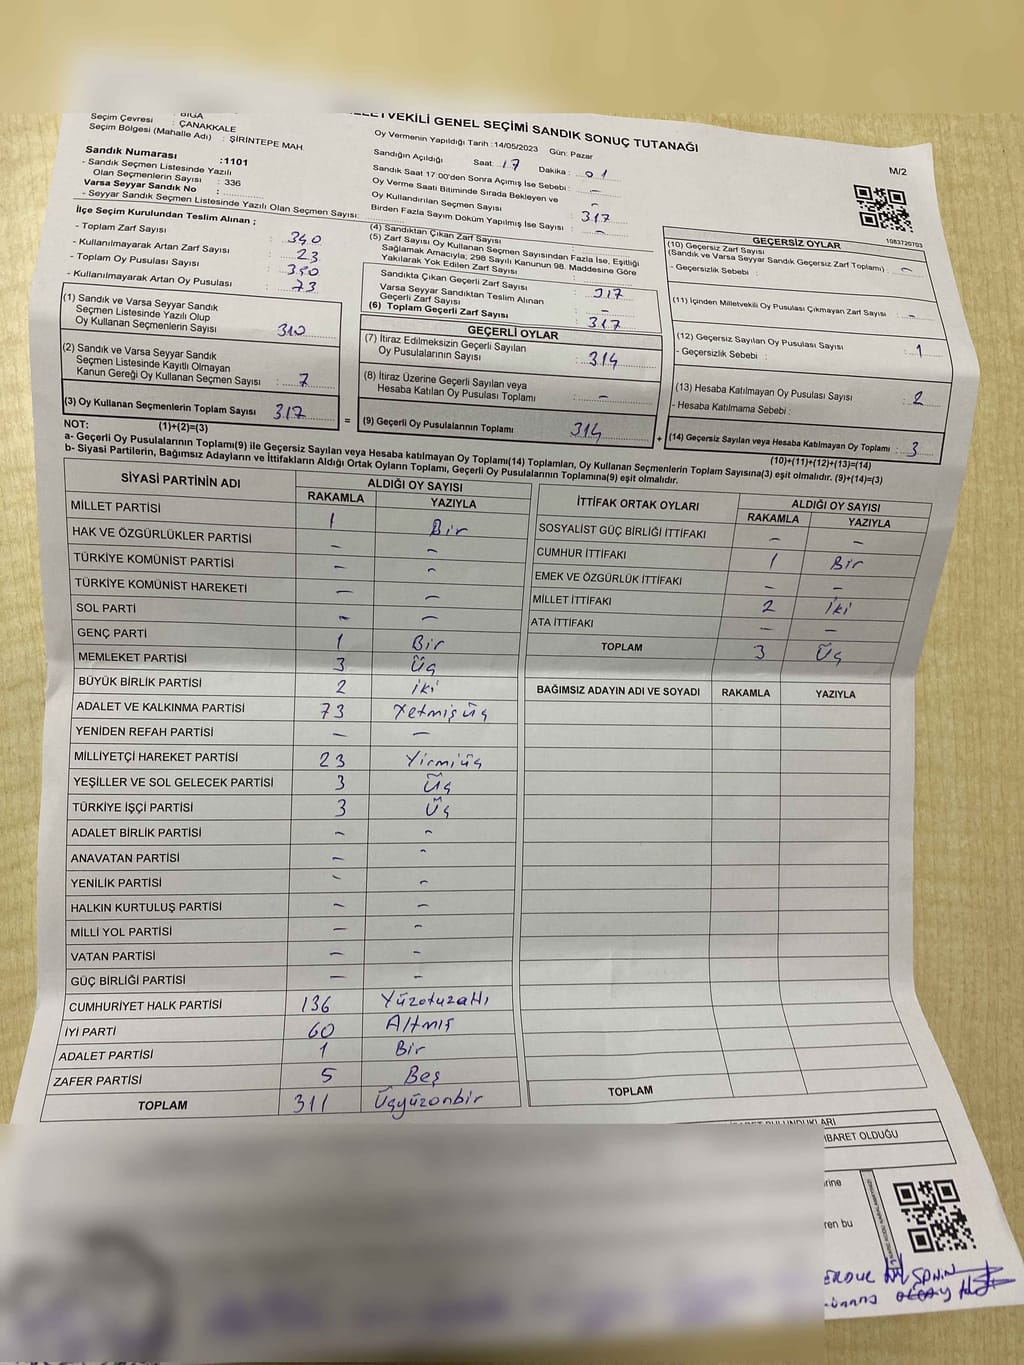 LETVEKİLİ GENEL SEÇİMİ SANDIK SONUÇ TUTANAĞI
M/2
BİGA
Seçim Çevresi : ÇANAKKALE
Seçim Bölgesi (Mahalle Adı) : ŞİRİNTEPE MAH.
Sandık Numarası :1101
- Sandık Seçmen Listesinde Yazılı
Olan Seçmenlerin Sayısı : 336
Varsa Seyyar Sandık No :
- Seyyar Sandık Seçmen Listesinde Yazılı Olan Seçmen Sayısı:
Oy Vermenin Yapıldığı Tarih :14/05/2023 Gün: Pazar
Sandığın Açıldığı Saat : 17 Dakika : 01
Sandık Saat 17:00'den Sonra Açımış İse Sebebi : -
Oy Verme Saati Bitiminde Sırada Bekleyen ve
Oy Kullandırılan Seçmen Sayısı : -
Birden Fazla Sayım Döküm Yapılmış İse Sayısı :
İlçe Seçim Kurulundan Teslim Alınan ;
- Toplam Zarf Sayısı : 340
- Kullanılmayarak Artan Zarf Sayısı : 23
- Toplam Oy Pusulası Sayısı :
- Kullanılmayarak Artan Oy Pusulası : 73
(1) Sandık ve Varsa Seyyar Sandık
Seçmen Listesinde Yazılı Olup
Oy Kullanan Seçmenlerin Sayısı 310
(2) Sandık ve Varsa Seyyar Sandık
Seçmen Listesinde Kayıtlı Olmayan
Kanun Gereği Oy Kullanan Seçmen Sayısı : 7
(3) Oy Kullanan Seçmenlerin Toplam Sayısı 317
(4) Sandıktan Çıkan Zarf Sayısı : 317
(5) Zarf Sayısı Oy Kullanan Seçmen Sayısından Fazla İse, Eşitliği
Sağlamak Amacıyla; 298 Sayılı Kanunun 98. Maddesine Göre
Yakılarak Yok Edilen Zarf Sayısı : -
Sandıkta Çıkan Geçerli Zarf Sayısı : 317
Varsa Seyyar Sandıktan Teslim Alınan
Geçerli Zarf Sayısı : -
(6) Toplam Geçerli Zarf Sayısı : 317
GEÇERLİ OYLAR
(7) İtiraz Edilmeksizin Geçerli Sayılan
Oy Pusulalarının Sayısı : 314
(8) İtiraz Üzerine Geçerli Sayılan veya
Hesaba Katılan Oy Pusulası Toplamı : -
= (9) Geçerli Oy Pusulalarının Toplamı 314 +
1083720703
GEÇERSİZ OYLAR
(10) Geçersiz Zarf Sayısı
(Sandık ve Varsa Seyyar Sandık Geçersiz Zarf Toplamı) : -
- Geçersizlik Sebebi :
(11) İçinden Milletvekili Oy Pusulası Çıkmayan Zarf Sayısı : -
(12) Geçersiz Sayılan Oy Pusulası Sayısı : 1
- Geçersizlik Sebebi :
(13) Hesaba Katılmayan Oy Pusulası Sayısı : 2
- Hesaba Katılmama Sebebi :
(14) Geçersiz Sayılan veya Hesaba Katılmayan Oy Toplamı : 3
NOT: (1)+(2)=(3)
(10)+(11)+(12)+(13)=(14)
a- Geçerli Oy Pusulalarının Toplamı(9) ile Geçersiz Sayılan veya Hesaba katılmayan Oy Toplamı(14) Toplamları, Oy Kullanan Seçmenlerin Toplam Sayısına(3) eşit olmalıdır. (9)+(14)=(3)
b- Siyasi Partilerin, Bağımsız Adayların ve İttifakların Aldığı Ortak Oyların Toplamı, Geçerli Oy Pusulalarının Toplamına(9) eşit olmalıdır.
SİYASİ PARTİNİN ADI ALDIĞI OY SAYISI
RAKAMLA YAZIYLA
MİLLET PARTİSİ 1 Bir
HAK VE ÖZGÜRLÜKLER PARTİSİ - -
TÜRKİYE KOMÜNİST PARTİSİ - -
TÜRKİYE KOMÜNİST HAREKETİ - -
SOL PARTİ - -
GENÇ PARTİ 1 Bir
MEMLEKET PARTİSİ 3 Üç
BÜYÜK BİRLİK PARTİSİ 2 iki
ADALET VE KALKINMA PARTİSİ 73 Yetmişüç
YENİDEN REFAH PARTİSİ - -
MİLLİYETÇİ HAREKET PARTİSİ 23 Yirmiüç
YEŞİLLER VE SOL GELECEK PARTİSİ 3 Üç
TÜRKİYE İŞÇİ PARTİSİ 3 Üç
ADALET BİRLİK PARTİSİ - -
ANAVATAN PARTİSİ - -
YENİLİK PARTİSİ - -
HALKIN KURTULUŞ PARTİSİ - -
MİLLİ YOL PARTİSİ - -
VATAN PARTİSİ - -
GÜÇ BİRLİĞİ PARTİSİ - -
CUMHURİYET HALK PARTİSİ 136 Yüzotuzaltı
İYİ PARTİ 60 Altmış
ADALET PARTİSİ 1 Bir
ZAFER PARTİSİ 5 Beş
TOPLAM 311 Üçyüzonbir
İTTİFAK ORTAK OYLARI ALDIĞI OY SAYISI
RAKAMLA YAZIYLA
SOSYALİST GÜÇ BİRLİĞİ İTTİFAKI - -
CUMHUR İTTİFAKI 1 Bir
EMEK VE ÖZGÜRLÜK İTTİFAKI - -
MİLLET İTTİFAKI 2 İki
ATA İTTİFAKI - -
TOPLAM 3 Üç
BAĞIMSIZ ADAYIN ADI VE SOYADI RAKAMLA YAZIYLA
TOPLAM
BULUNDUKLARI
İBARET OLDUĞU
rine
ren bu